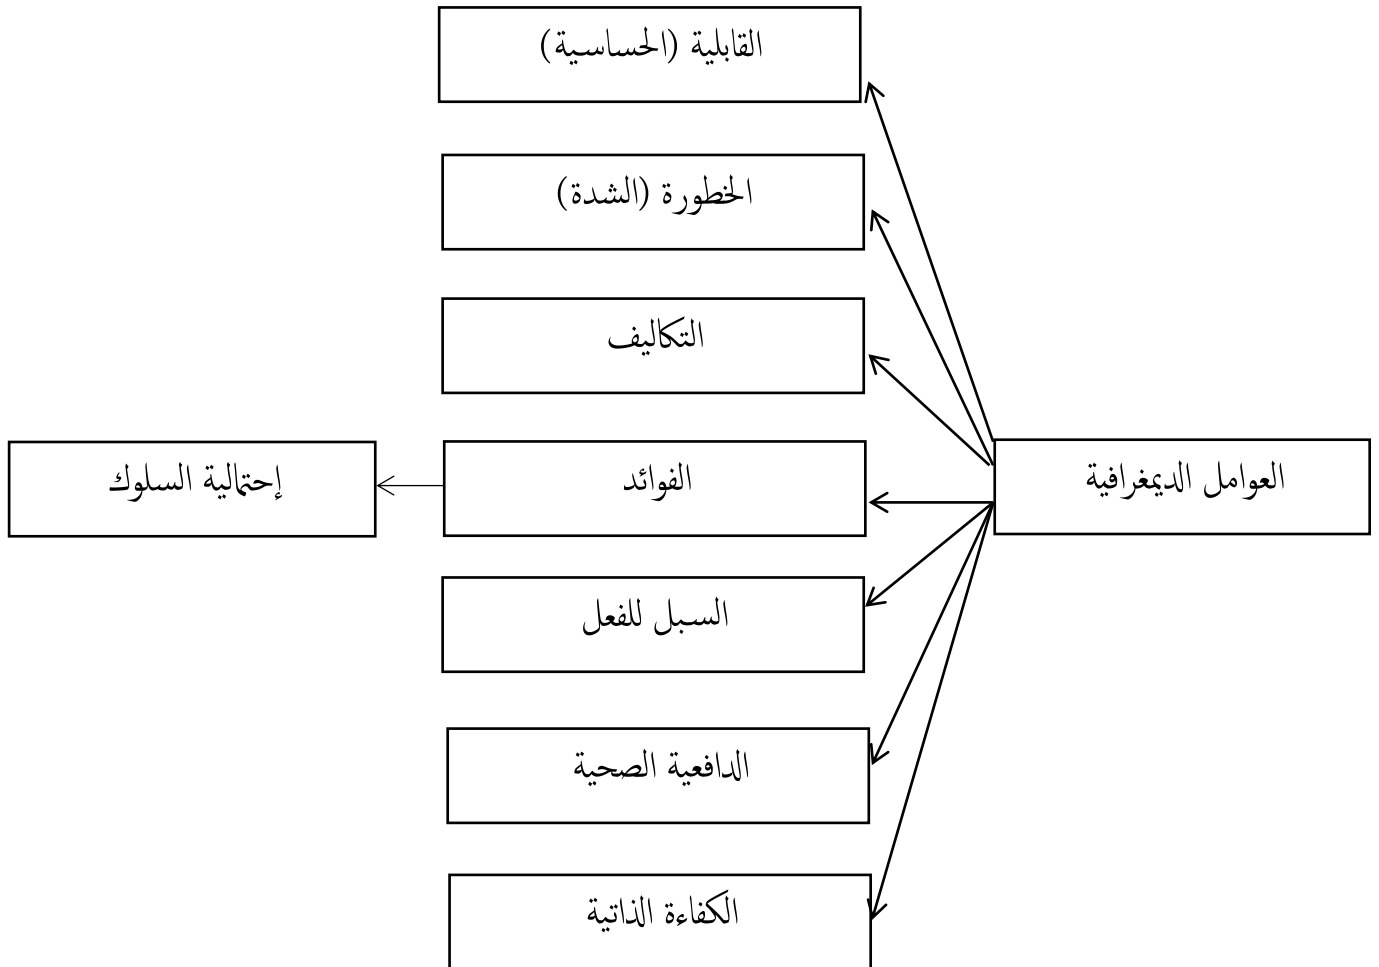 القابلية (الحساسية)
الخطورة (الشدة)
التكاليف
العوامل الديمغرافية
الفوائد
إحتمالية السلوك
السبل للفعل
الدافعية الصحية
الكفاءة الذاتية